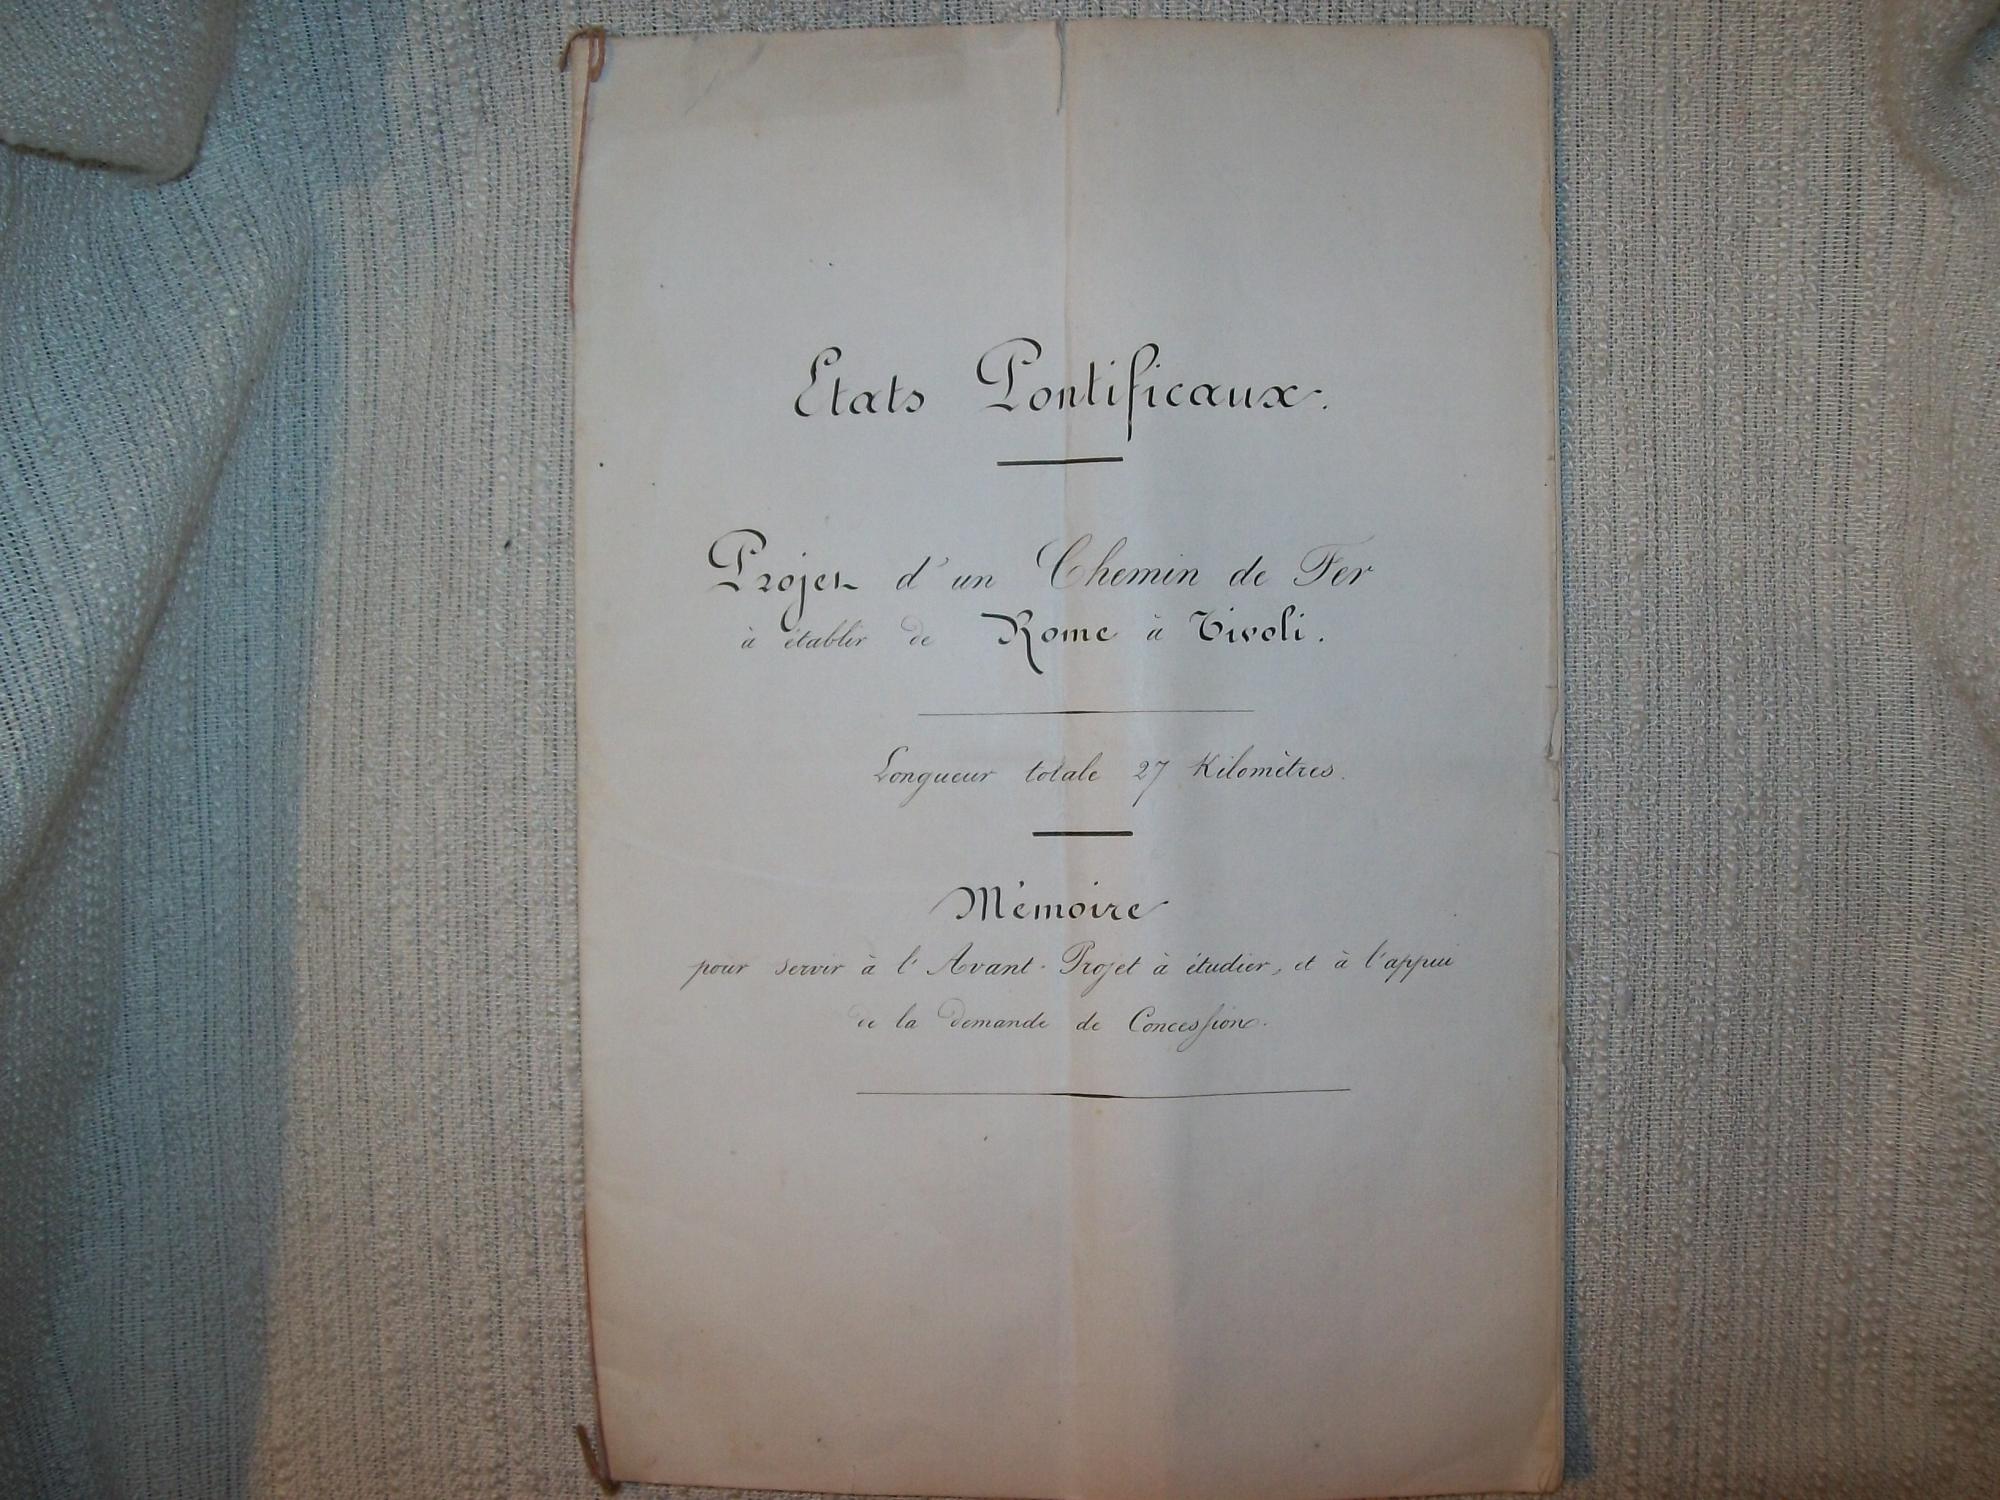 Etats Pontificaux.
Projet d'un Chemin de Fer
à établir de Rome à Tivoli.
Longueur totale 27 Kilomètres.
Mémoire
pour servir à l'Avant-Projet à étudier, et à l'appui
de la demande de Concession.